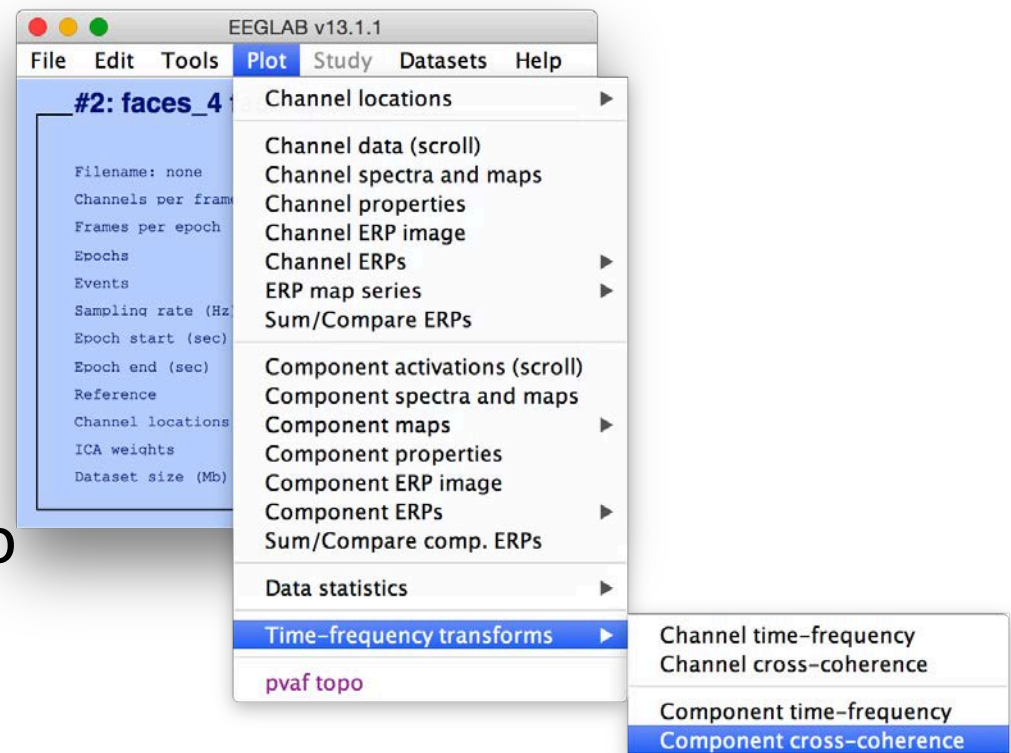 EEGLAB v13.1.1
File Edit Tools Plot Study Datasets Help
#2: faces_4
Filename: none
Channels per frame
Frames per epoch
Epochs
Events
Sampling rate (Hz)
Epoch start (sec)
Epoch end (sec)
Reference
Channel locations
ICA weights
Dataset size (Mb)
Channel locations
Channel data (scroll)
Channel spectra and maps
Channel properties
Channel ERP image
Channel ERPs
ERP map series
Sum/Compare ERPs
Component activations (scroll)
Component spectra and maps
Component maps
Component properties
Component ERP image
Component ERPs
Sum/Compare comp. ERPs
Data statistics
Time-frequency transforms
pvaf topo
Channel time-frequency
Channel cross-coherence
Component time-frequency
Component cross-coherence